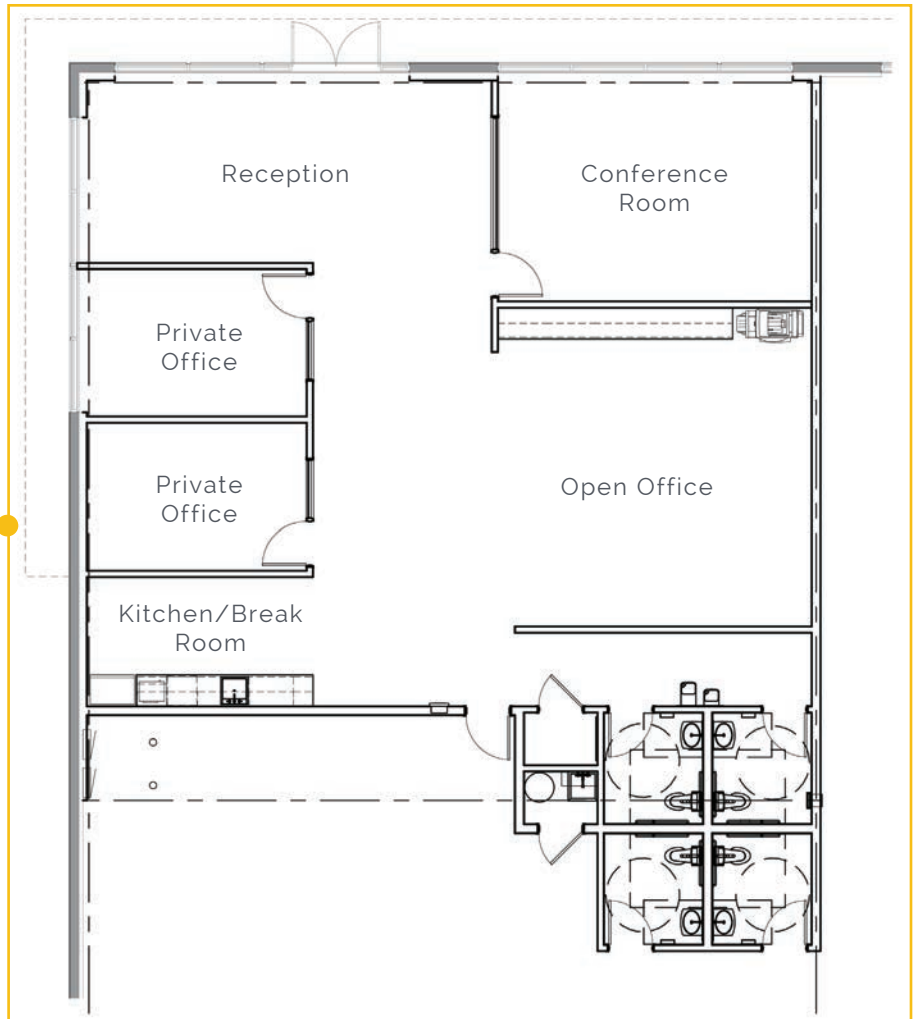 Reception
Conference
Room
Private
Office
Private
Office
Open Office
Kitchen/Break
Room